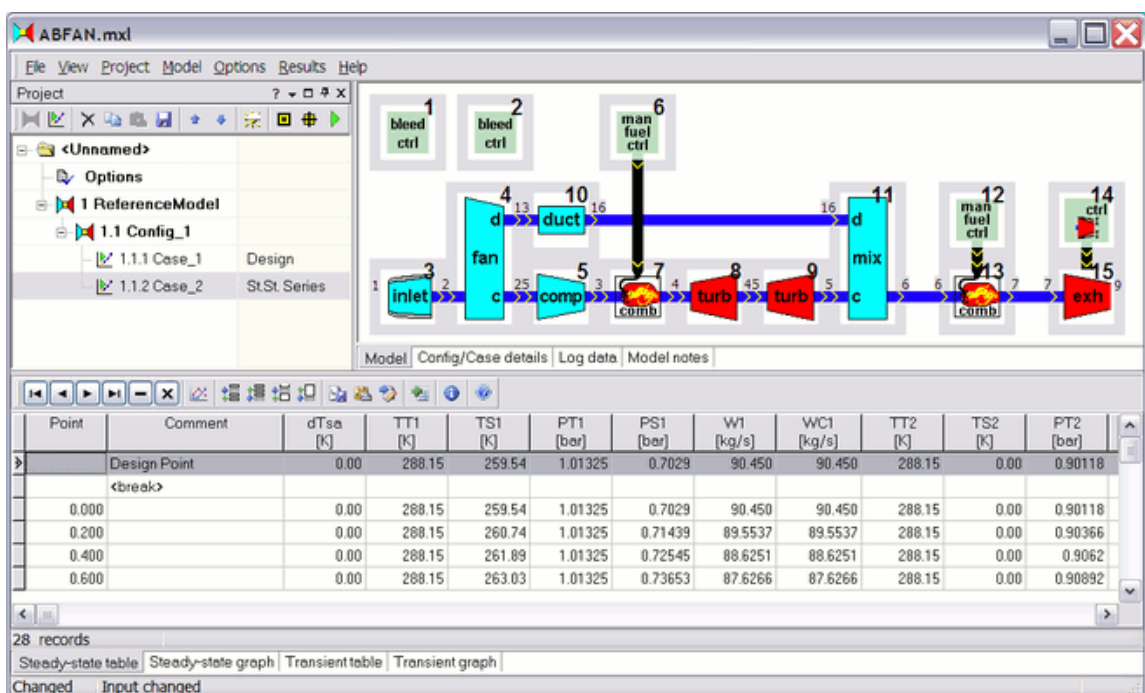 ABFAN.mxl
File View Project Model Options Results Help
Project
<Unnamed>
Options
1 ReferenceModel
1.1 Config_1
1.1.1 Case_1 Design
1.1.2 Case_2 St.St. Series
1 2 6
bleed ctrl
bleed ctrl
man fuel ctrl
4 10 11 12 14
13 16 16
d duct d
man fuel ctrl
ctrl
fan mix
3 5 7 8 9 13 15
1 2 25 3 4 45 5 6 6 7 7 9
inlet c comp comb turb turb c comb exh
Model Config/Case details Log data Model notes
Point Comment dTsa TT1 TS1 PT1 PS1 W1 WC1 TT2 TS2 PT2
[K] [K] [K] [bar] [bar] [kg/s] [kg/s] [K] [K] [bar]
Design Point 0.00 288.15 259.54 1.01325 0.7029 90.450 90.450 288.15 0.00 0.90118
<break>
0.000 0.00 288.15 259.54 1.01325 0.7029 90.450 90.450 288.15 0.00 0.90118
0.200 0.00 288.15 260.74 1.01325 0.71439 89.5537 89.5537 288.15 0.00 0.90366
0.400 0.00 288.15 261.89 1.01325 0.72545 88.6251 88.6251 288.15 0.00 0.9062
0.600 0.00 288.15 263.03 1.01325 0.73653 87.6266 87.6266 288.15 0.00 0.90892
28 records
Steady-state table Steady-state graph Transient table Transient graph
Changed Input changed